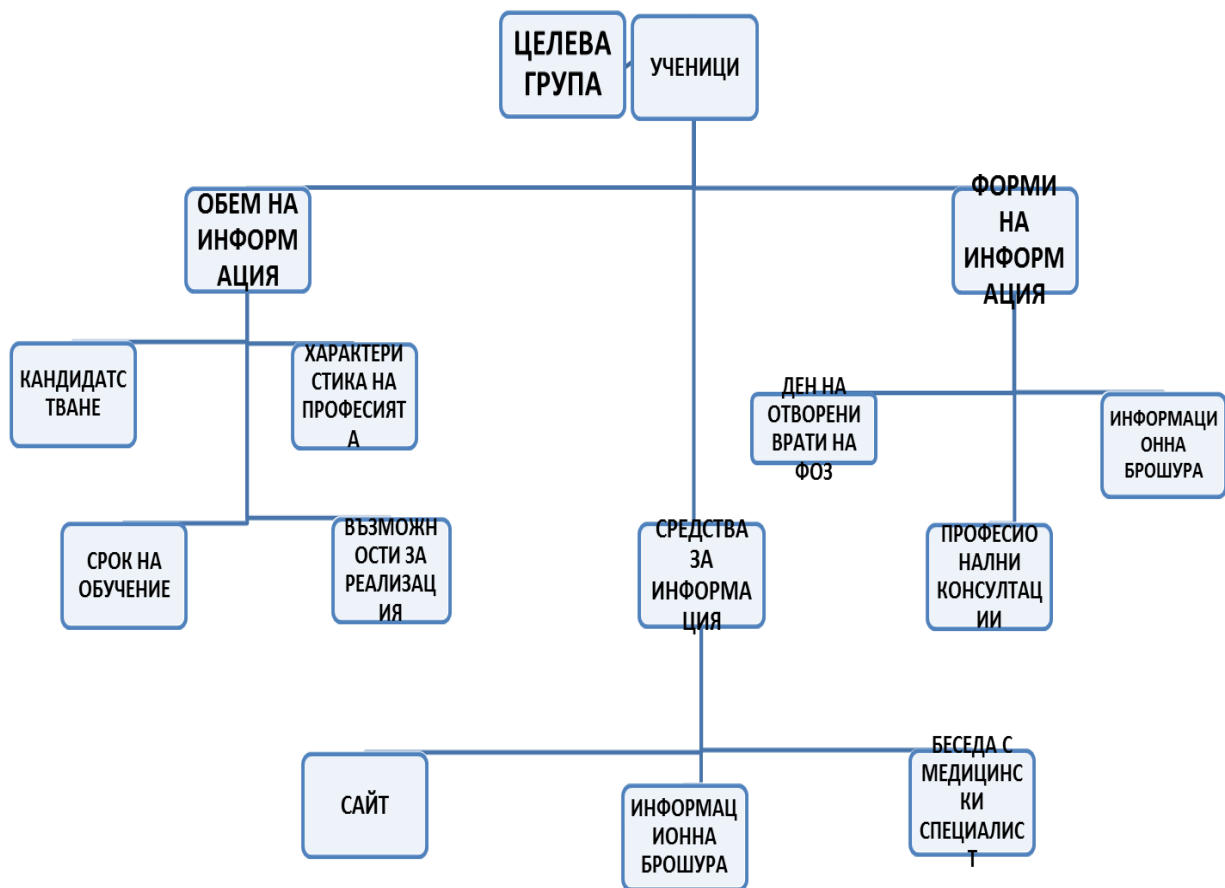 ЦЕЛЕВА
ГРУПА
УЧЕНИЦИ
ОБЕМ НА
ИНФОРМ
АЦИЯ
ФОРМИ
НА
ИНФОРМ
АЦИЯ
КАНДИДАТС
ТВАНЕ
ХАРАКТЕРИ
СТИКА НА
ПРОФЕСИЯТ
А
ДЕН НА
ОТВОРЕНИ
ВРАТИ НА
ФОЗ
ИНФОРМАЦИ
ОННА
БРОШУРА
СРОК НА
ОБУЧЕНИЕ
ВЪЗМОЖН
ОСТИ ЗА
РЕАЛИЗАЦ
ИЯ
СРЕДСТВА
ЗА
ИНФОРМА
ЦИЯ
ПРОФЕСИО
НАЛНИ
КОНСУЛТАЦ
ИИ
САЙТ
ИНФОРМАЦ
ИОННА
БРОШУРА
БЕСЕДА С
МЕДИЦИНС
КИ
СПЕЦИАЛИС
Т